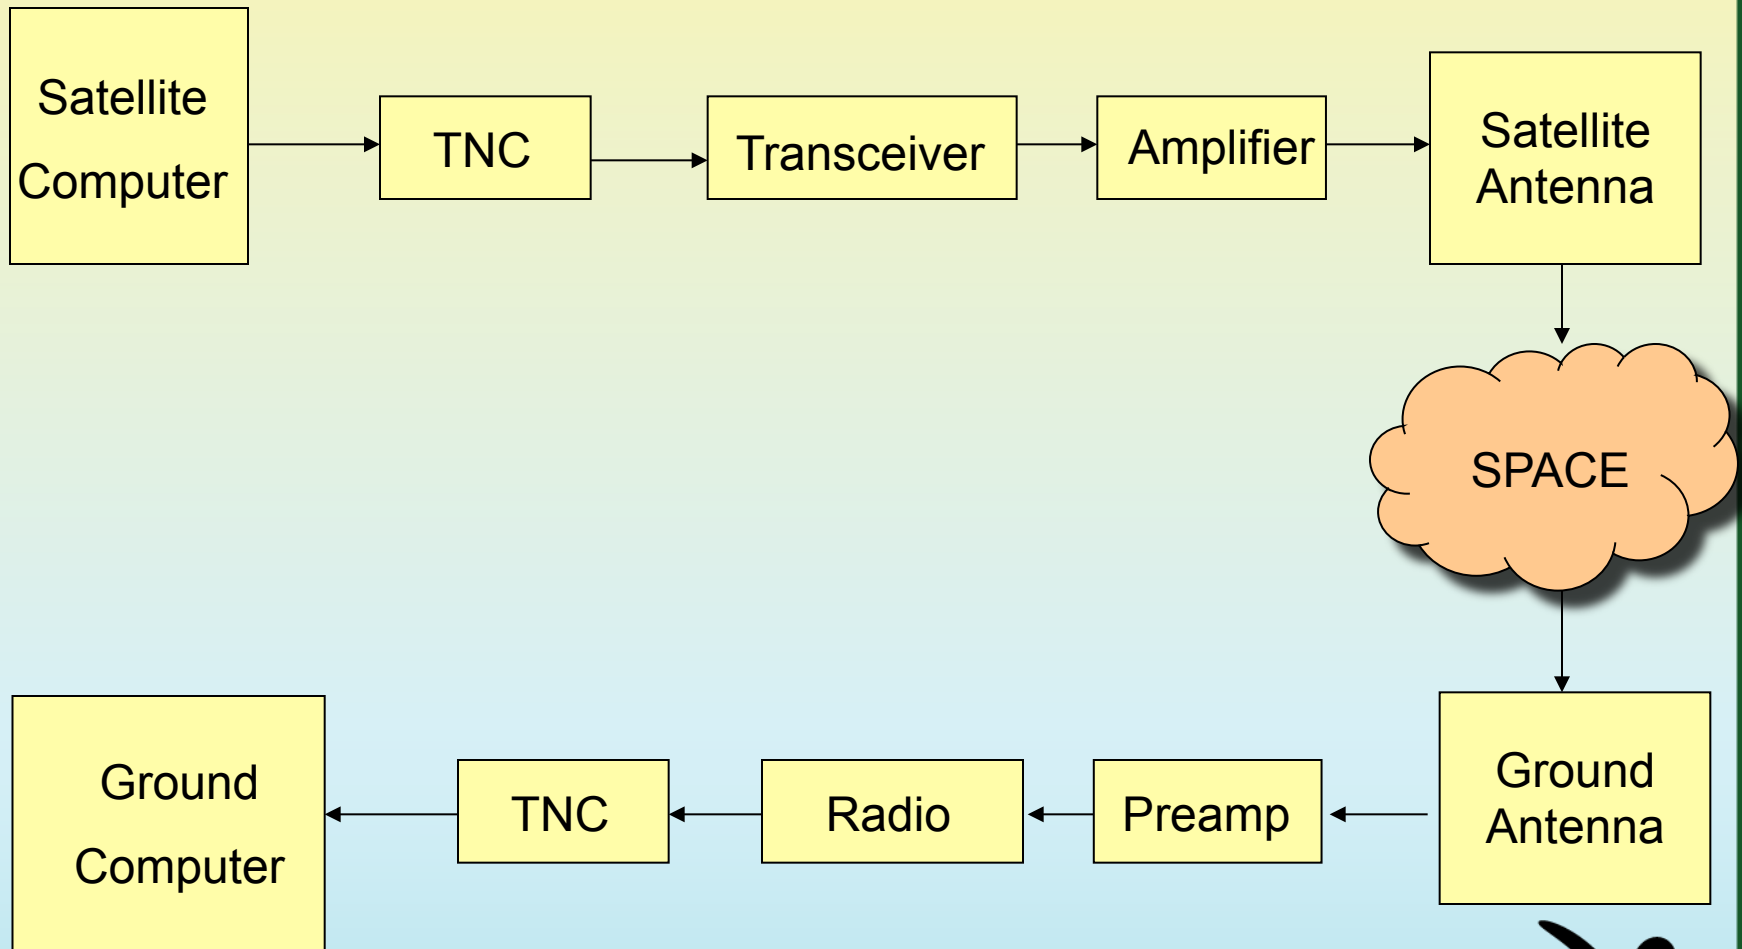 Satellite
Computer
TNC
Transceiver
Amplifier
Satellite
Antenna
SPACE
Ground
Computer
TNC
Radio
Preamp
Ground
Antenna